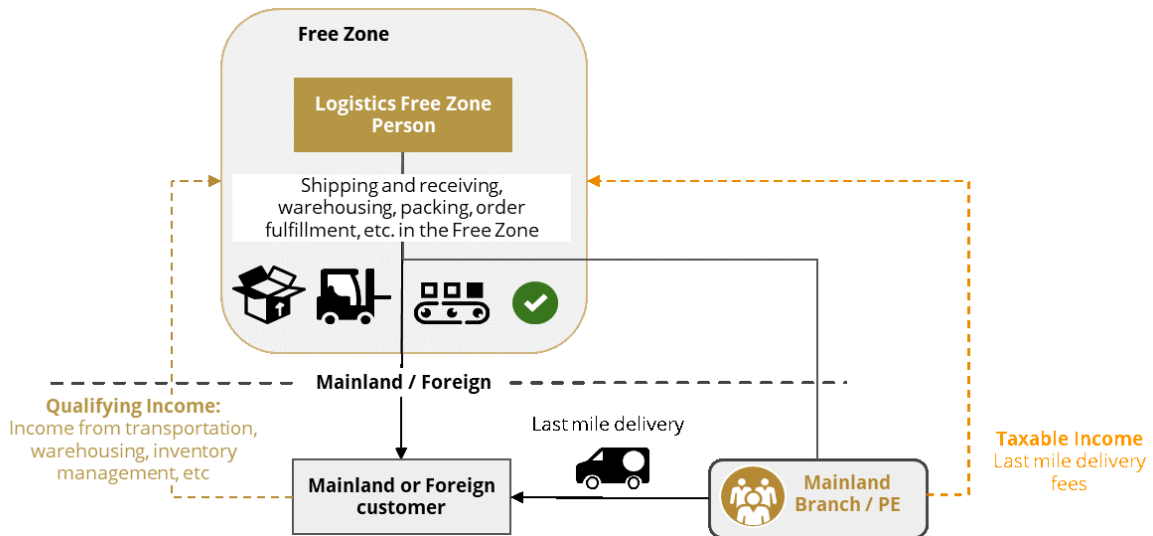 Free Zone
Logistics Free Zone
Person
Shipping and receiving,
warehousing, packing, order
fulfillment, etc. in the Free Zone
Mainland / Foreign
Qualifying Income:
Income from transportation,
warehousing, inventory
management, etc
Last mile delivery
Mainland or Foreign
customer
Mainland
Branch / PE
Taxable Income
Last mile delivery
fees